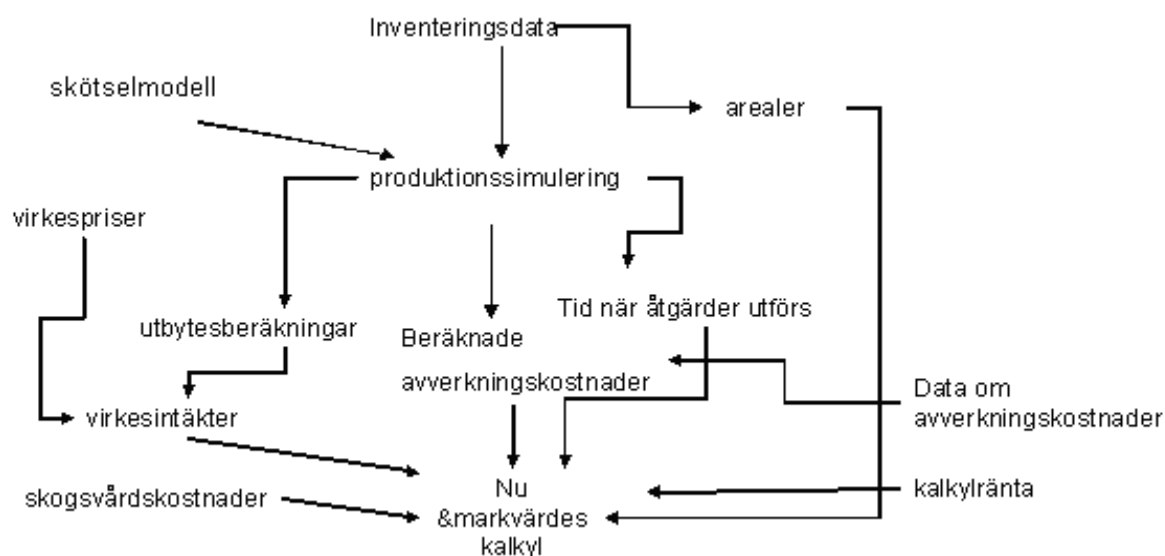 Inventeringsdata
skötselmodell
arealer
produktionssimulering
virkespriser
Tid när åtgärder utförs
utbytesberäkningar
Beräknade
avverkningskostnader
Data om
avverkningskostnader
virkesintäkter
skogsvårdskostnader
Nu
&markvärdes
kalkyl
kalkylränta